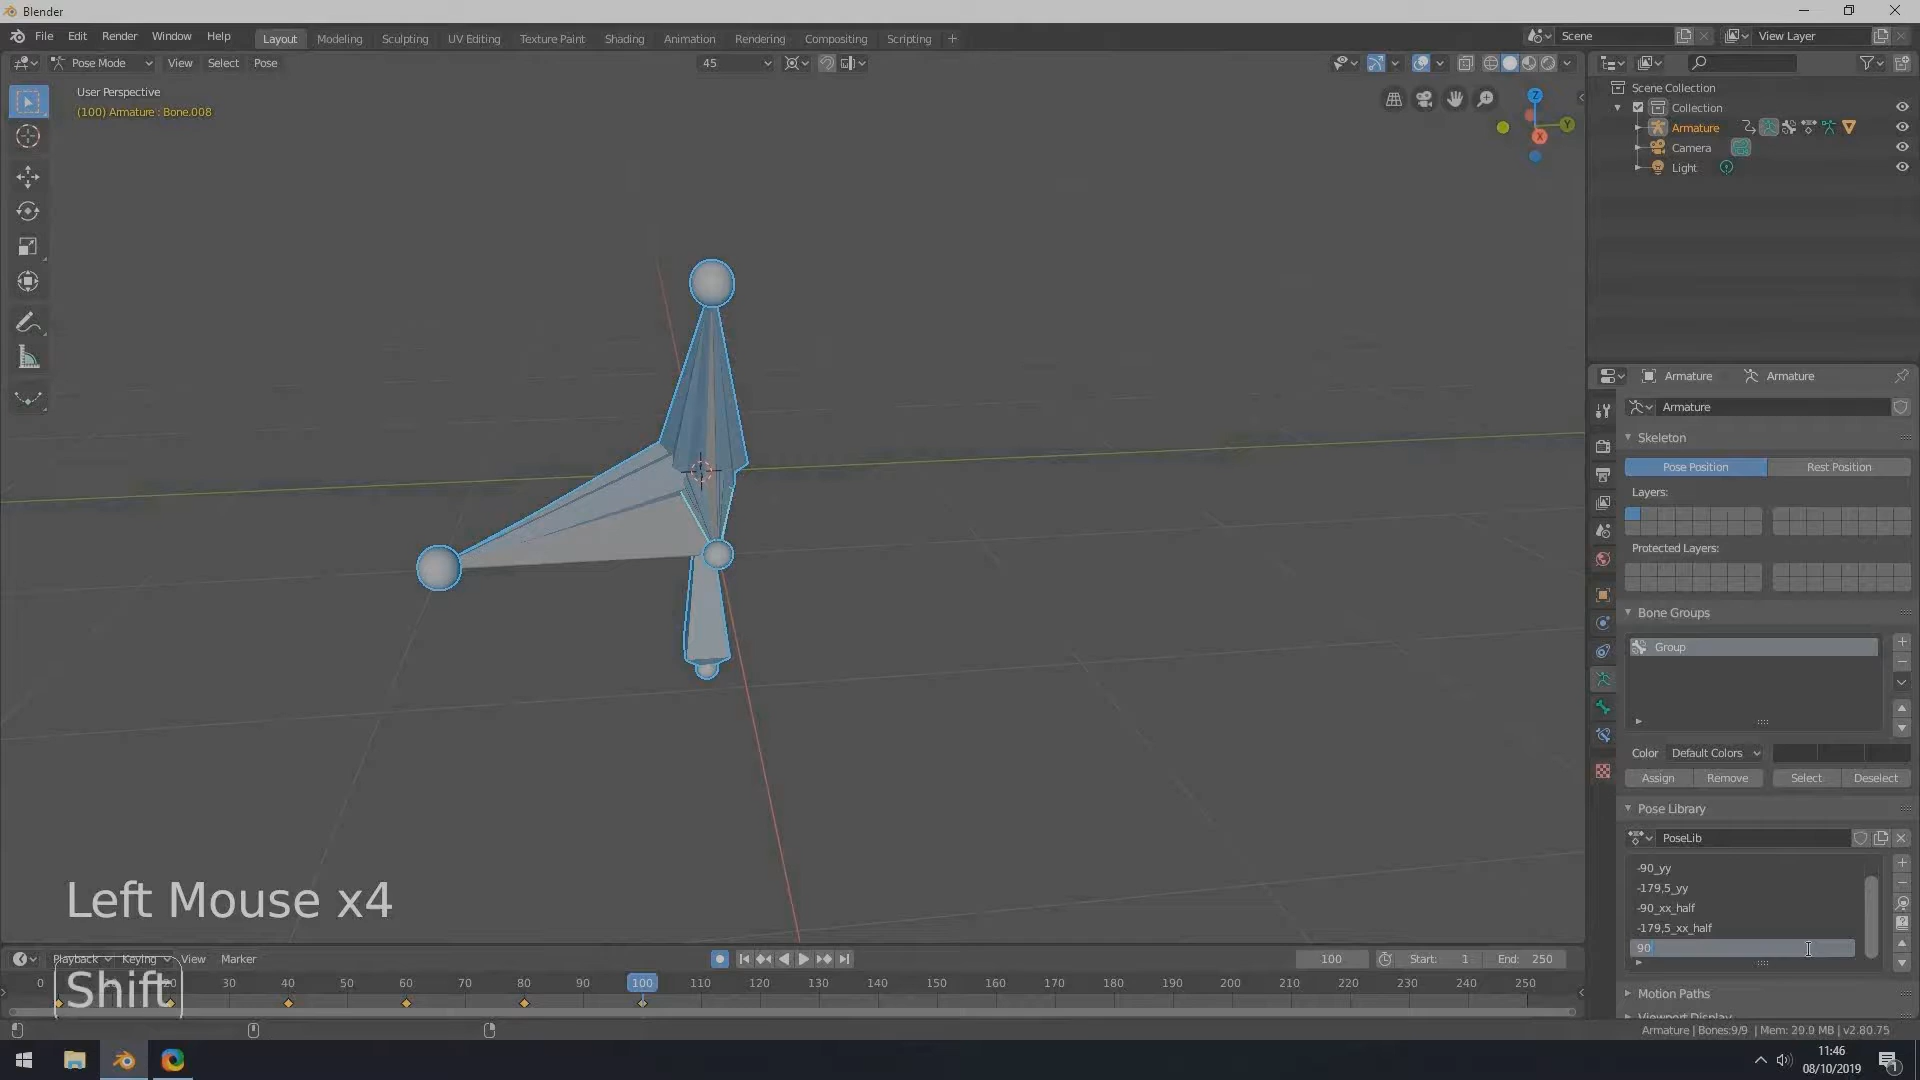 Blender
File Edit Render Window Help
Layout Modeling Sculpting UV Editing Texture Paint Shading Animation Rendering Compositing Scripting +
Scene
View Layer
Pose Mode View Select Pose
45
User Perspective
(100) Armature : Bone.008
Z
Y
X
Scene Collection
Collection
Armature
Camera
Light
Armature Armature
Armature
Skeleton
Pose Position Rest Position
Layers:
Protected Layers:
Bone Groups
Group
Color Default Colors
Assign Remove Select Deselect
Pose Library
PoseLib
-90_yy
-179,5_yy
-90_xx_half
-179,5_xx_half
90
Motion Paths
Viewport Display
Left Mouse x4
Shift
Playback Keying View Marker
100 Start: 1 End: 250
0 20 30 40 50 60 70 80 90 100 110 120 130 140 150 160 170 180 190 200 210 220 230 240 250
Armature | Bones:9/9 | Mem: 29.9 MB | v2.80.75
11:46
08/10/2019
1